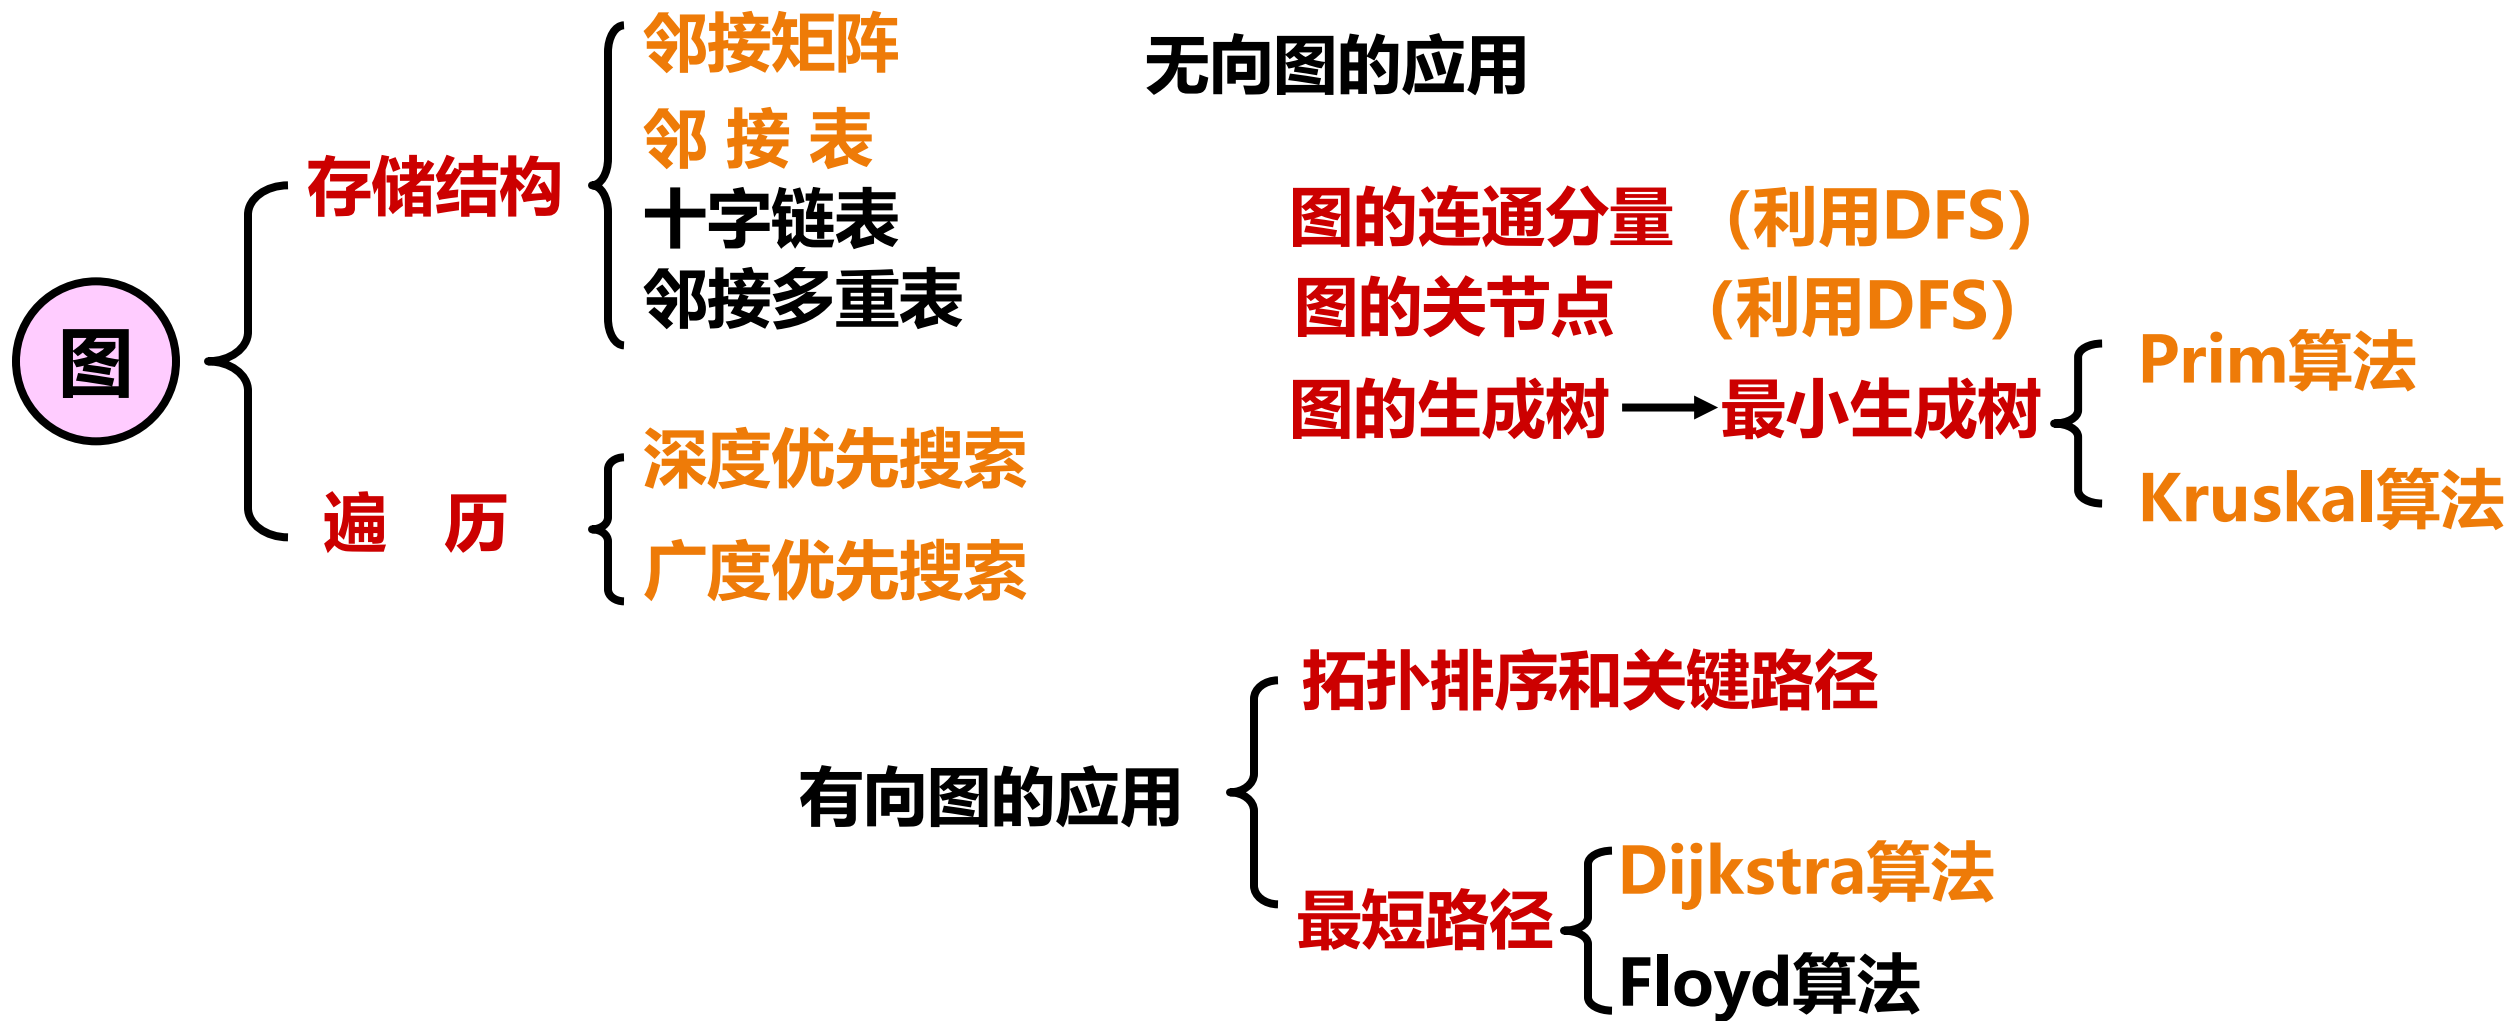 图
存储结构
邻接矩阵
邻 接 表
十字链表
邻接多重表
遍 历
深度优先搜索
广度优先搜索
无向图的应用
图的连通分量 (利用DFS)
图的关节点 (利用DFS)
图的生成树
最小生成树
Prim算法
Kruskal算法
有向图的应用
拓扑排序和关键路径
最短路径
Dijkstra算法
Floyd算法